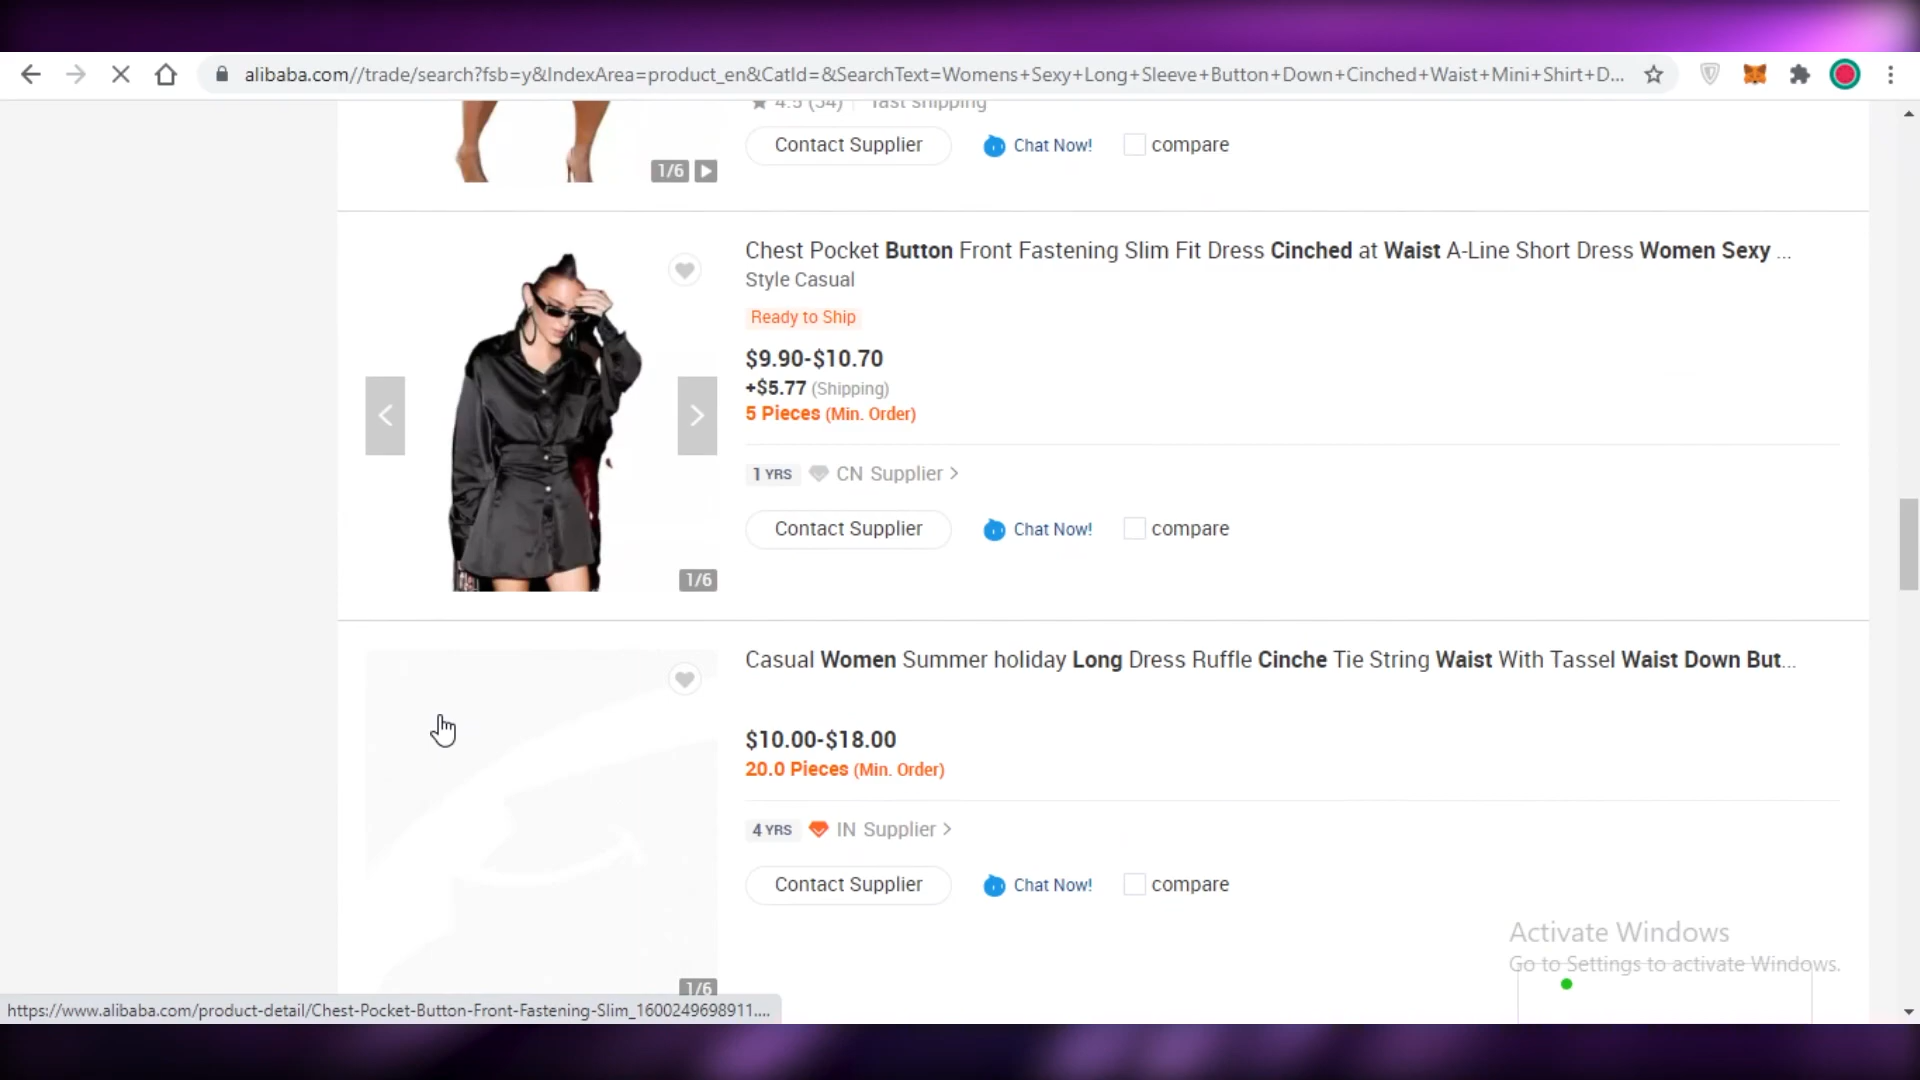 alibaba.com//trade/search?fsb=y&IndexArea=product_en&CatId=&SearchText=Womens+Sexy+Long+Sleeve+Button+Down+Cinched+Waist+Mini+Shirt+D...
4.5 (34) fast shipping
Contact Supplier Chat Now! compare
1/6
Chest Pocket Button Front Fastening Slim Fit Dress Cinched at Waist A-Line Short Dress Women Sexy ...
Style Casual
Ready to Ship
$9.90-$10.70
+$5.77 (Shipping)
5 Pieces (Min. Order)
1 YRS CN Supplier >
Contact Supplier Chat Now! compare
1/6
Casual Women Summer holiday Long Dress Ruffle Cinche Tie String Waist With Tassel Waist Down But...
$10.00-$18.00
20.0 Pieces (Min. Order)
4 YRS IN Supplier >
Contact Supplier Chat Now! compare
1/6
Activate Windows
Go to Settings to activate Windows.
https://www.alibaba.com/product-detail/Chest-Pocket-Button-Front-Fastening-Slim_1600249698911....